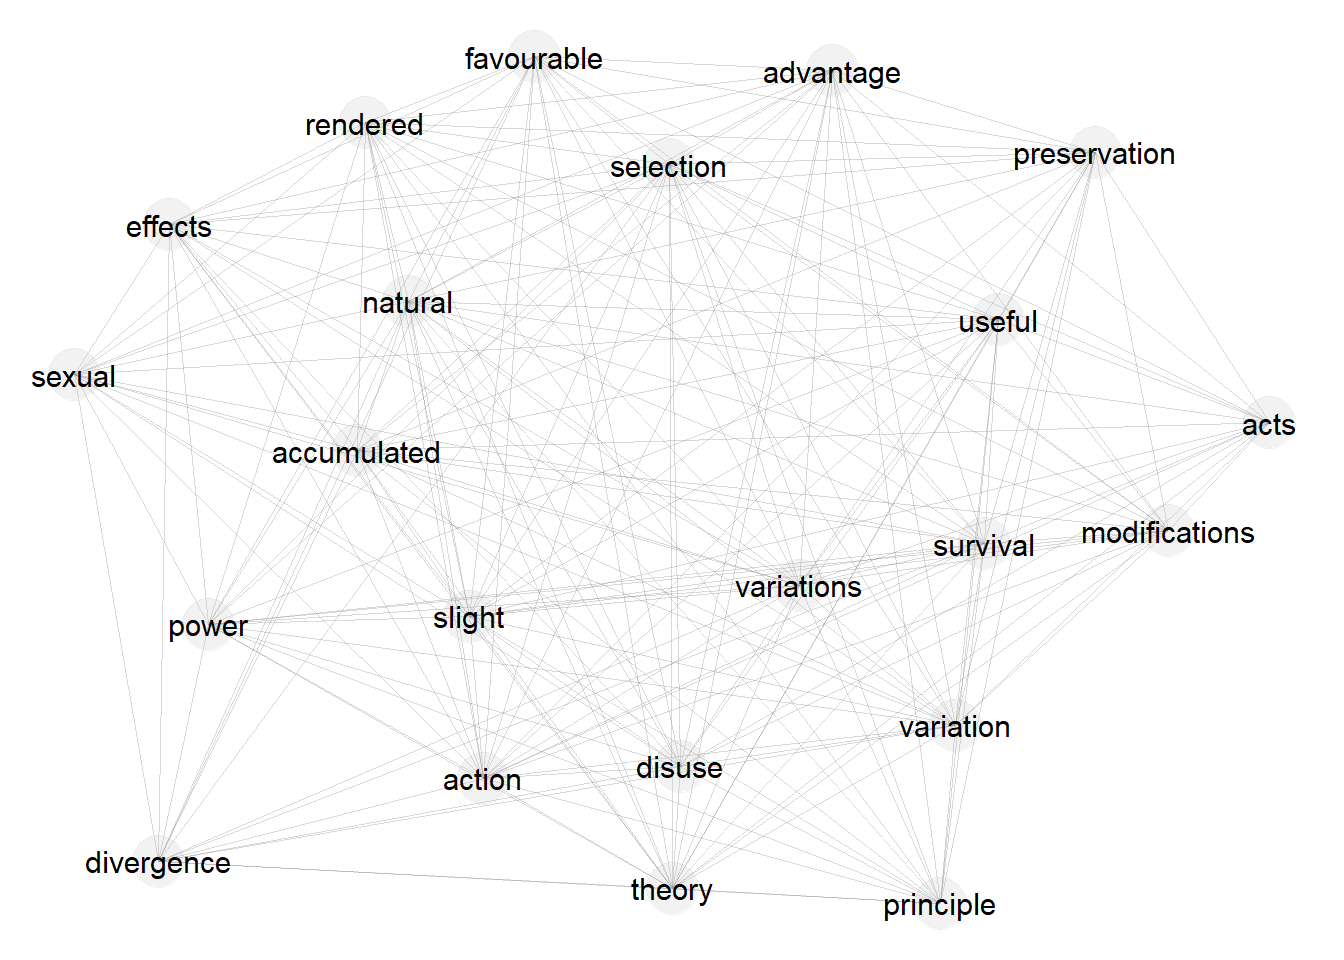 favourable
advantage
rendered
preservation
selection
effects
natural
useful
sexual
acts
accumulated
modifications
survival
variations
slight
power
variation
disuse
action
divergence
theory
principle